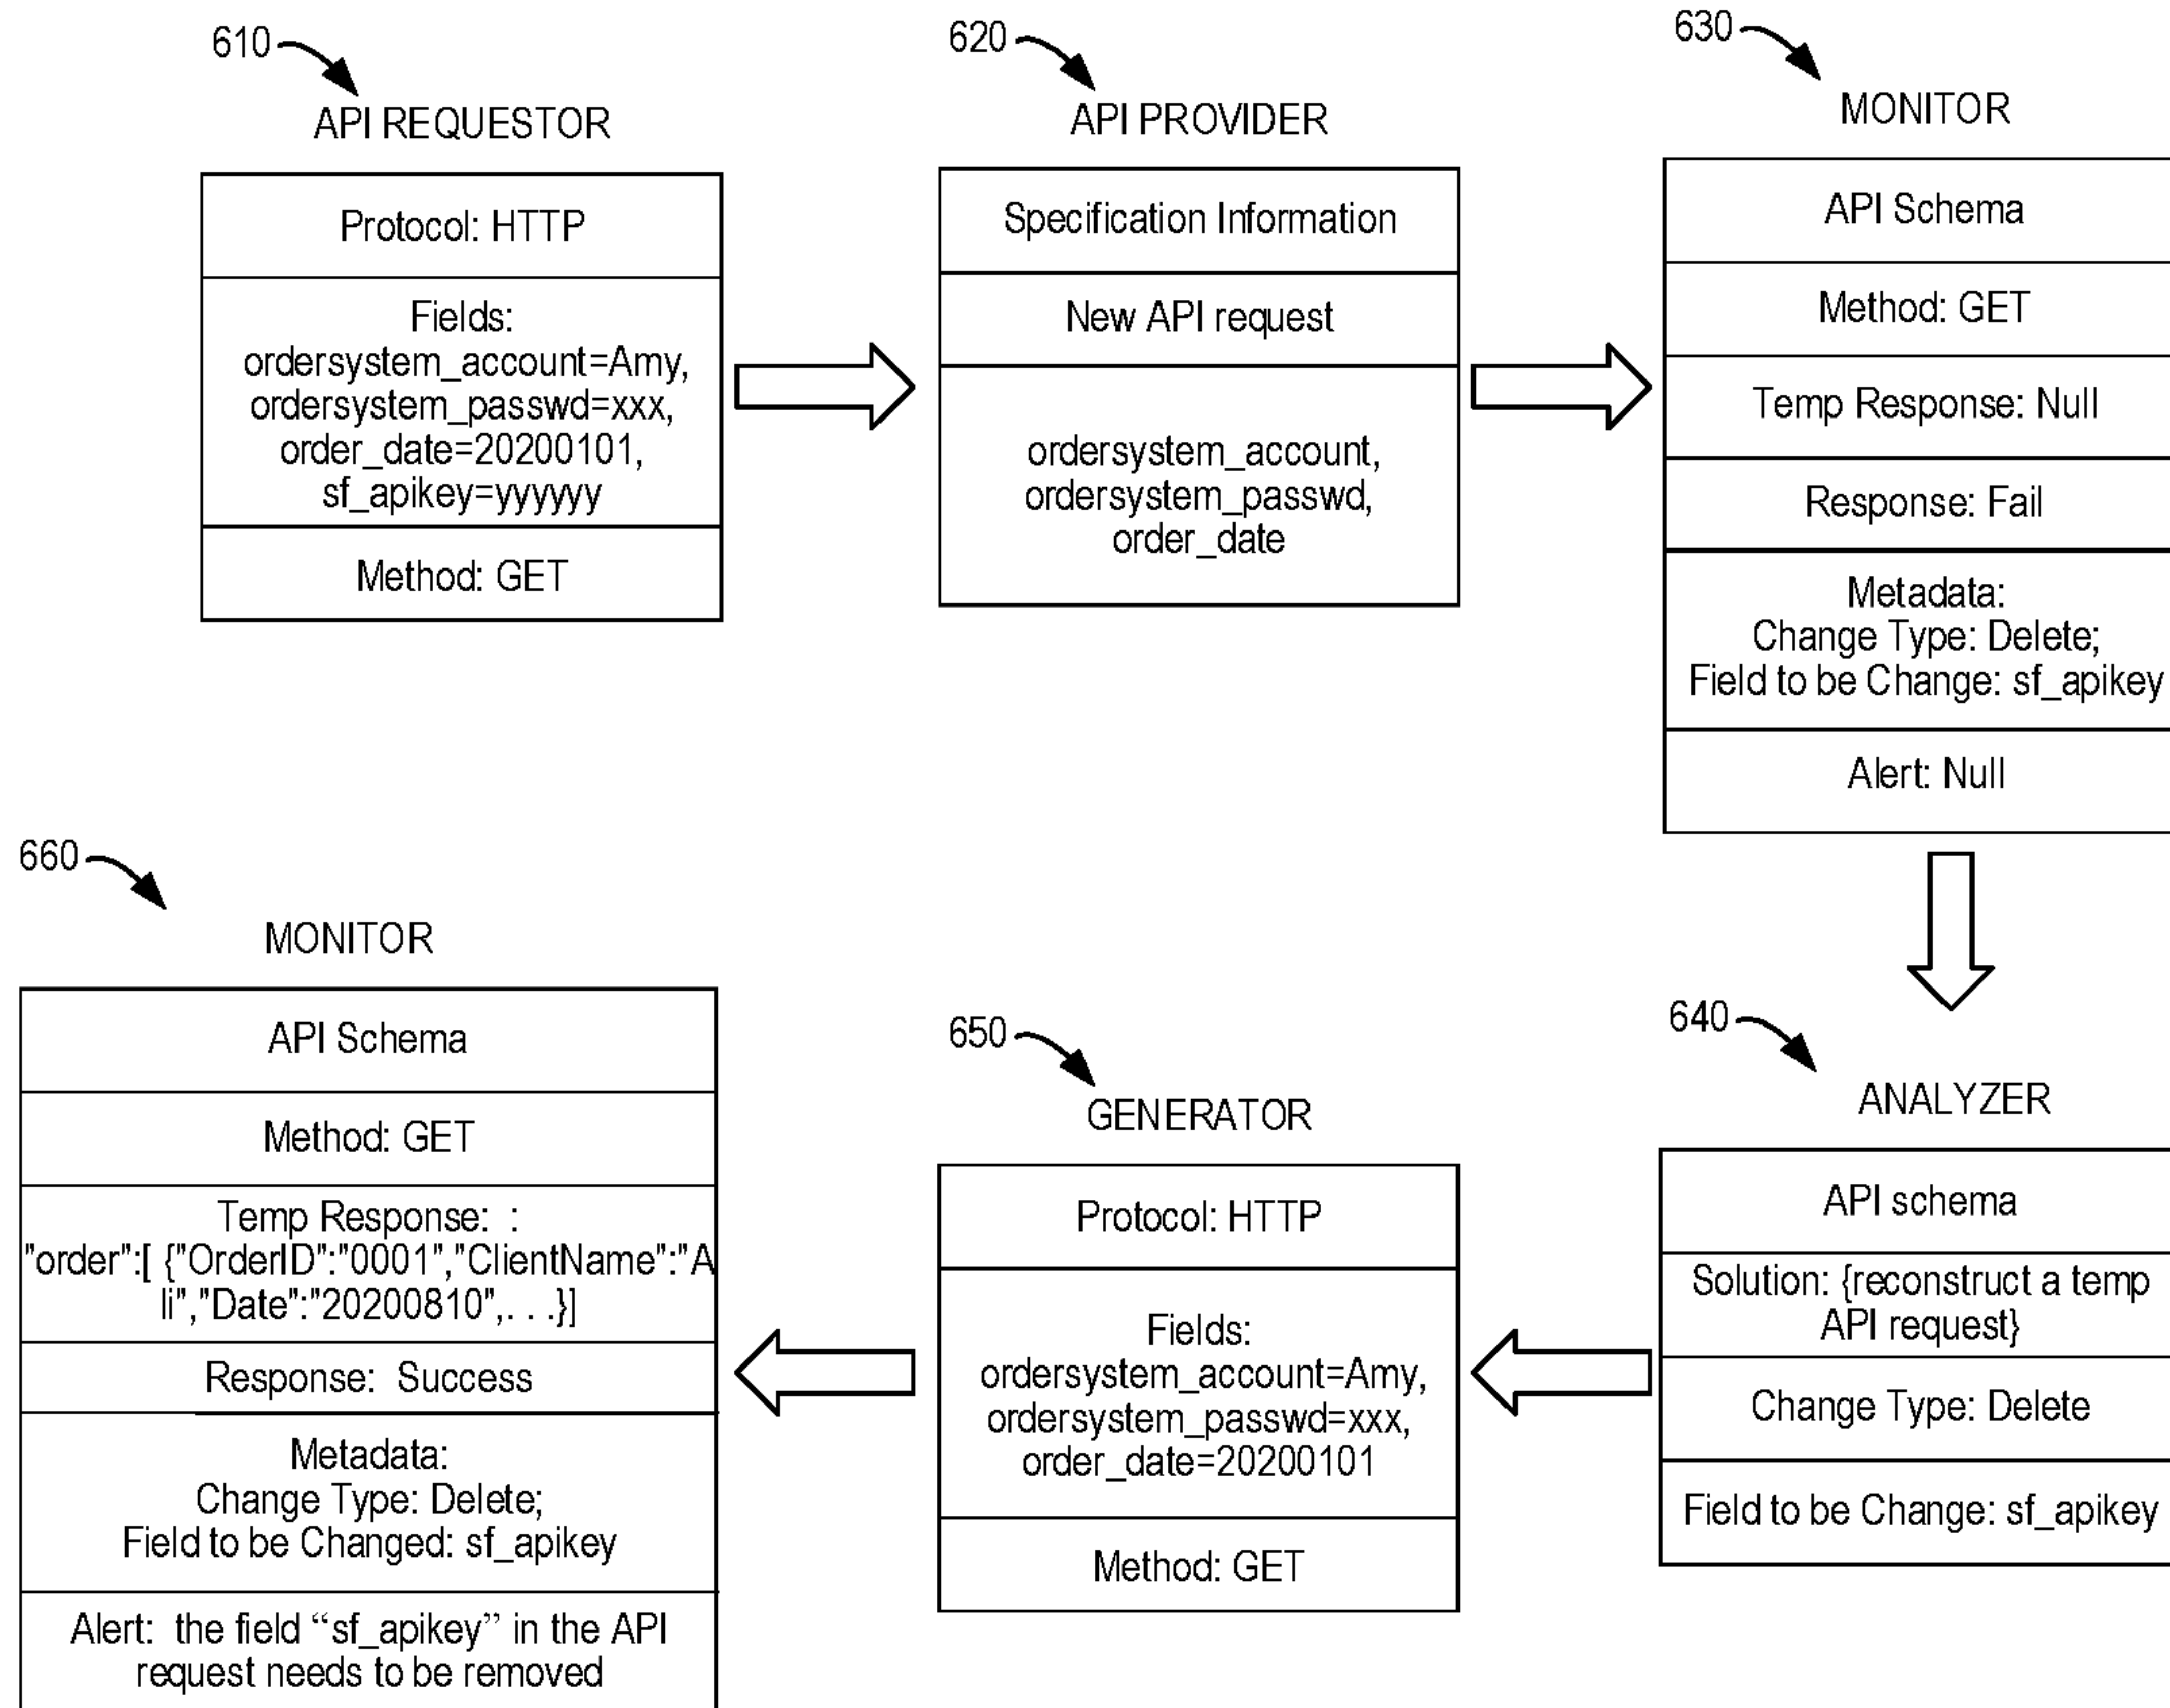 610
API REQUESTOR
Protocol: HTTP
Fields:
ordersystem_account=Amy,
ordersystem_passwd=xxx,
order_date=20200101,
sf_apikey=yyyyyy
Method: GET
620
API PROVIDER
Specification Information
New API request
ordersystem_account,
ordersystem_passwd,
order_date
630
MONITOR
API Schema
Method: GET
Temp Response: Null
Response: Fail
Metadata:
Change Type: Delete;
Field to be Change: sf_apikey
Alert: Null
640
ANALYZER
API schema
Solution: {reconstruct a temp
API request}
Change Type: Delete
Field to be Change: sf_apikey
650
GENERATOR
Protocol: HTTP
Fields:
ordersystem_account=Amy,
ordersystem_passwd=xxx,
order_date=20200101
Method: GET
660
MONITOR
API Schema
Method: GET
Temp Response:  :
"order":[ {"OrderID":"0001","ClientName":"A
li","Date":"20200810",. . .}]
Response:  Success
Metadata:
Change Type: Delete;
Field to be Changed: sf_apikey
Alert:  the field “sf_apikey” in the API
request needs to be removed